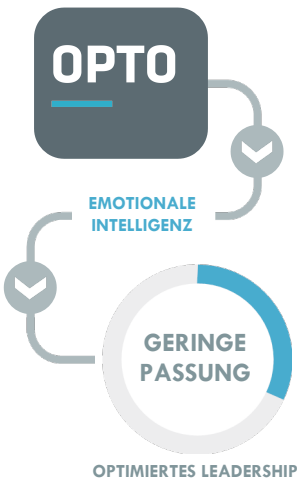 OPTO
EMOTIONALE
INTELLIGENZ
GERINGE
PASSUNG
OPTIMIERTES LEADERSHIP